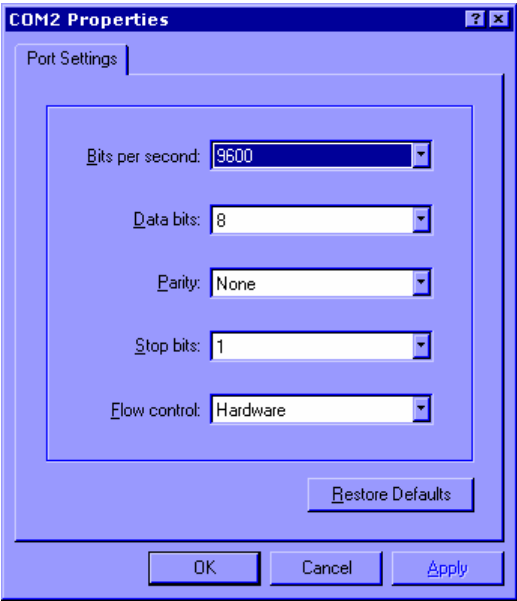 COM2 Properties
Port Settings
Bits per second: 9600
Data bits: 8
Parity: None
Stop bits: 1
Flow control: Hardware
Restore Defaults
OK Cancel Apply